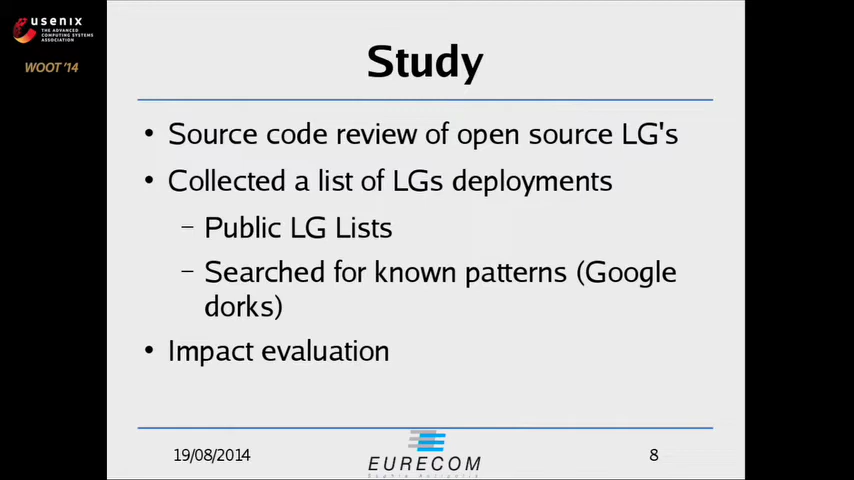 usenix
THE ADVANCED
COMPUTING SYSTEMS
ASSOCIATION
WOOT '14
Study
• Source code review of open source LG's
• Collected a list of LGs deployments
– Public LG Lists
– Searched for known patterns (Google
dorks)
• Impact evaluation
19/08/2014
EURECOM
8